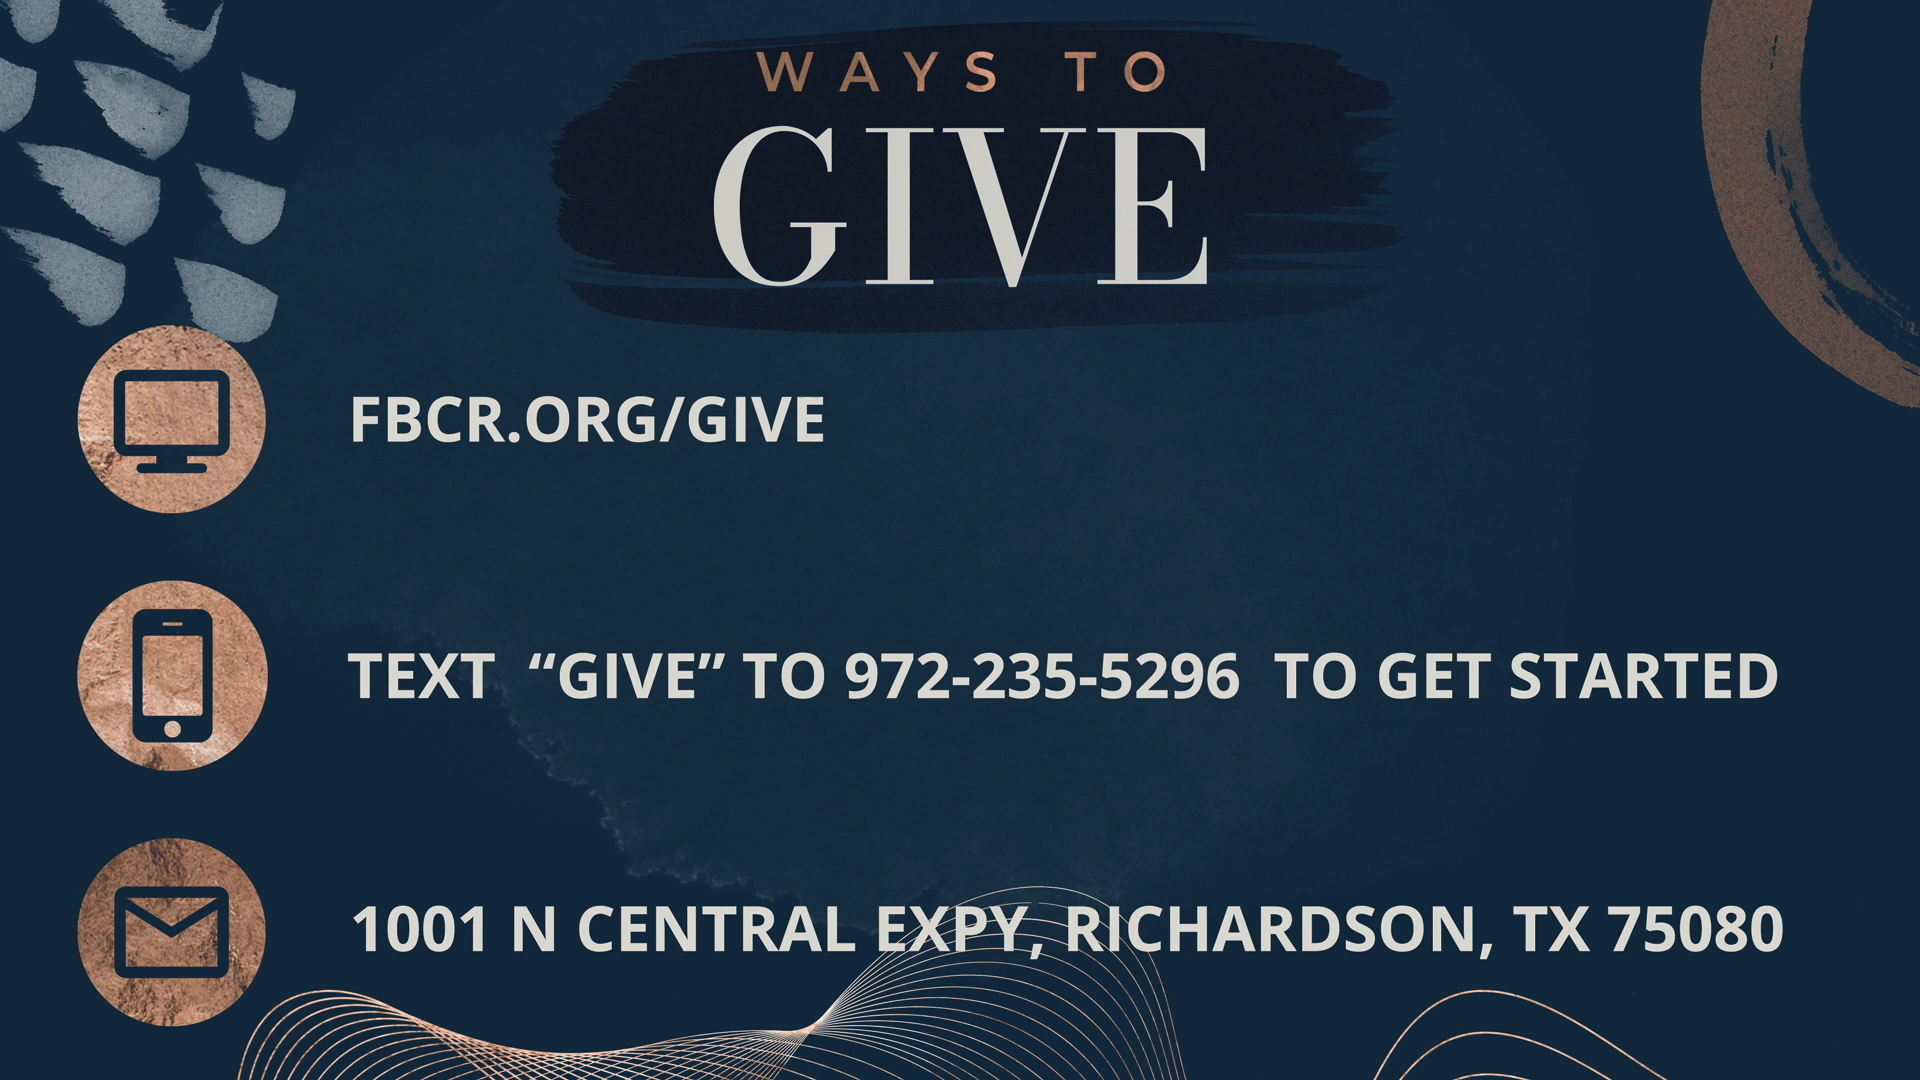 WAYS TO
GIVE
FBCR.ORG/GIVE
TEXT “GIVE” TO 972-235-5296 TO GET STARTED
1001 N CENTRAL EXPY, RICHARDSON, TX 75080